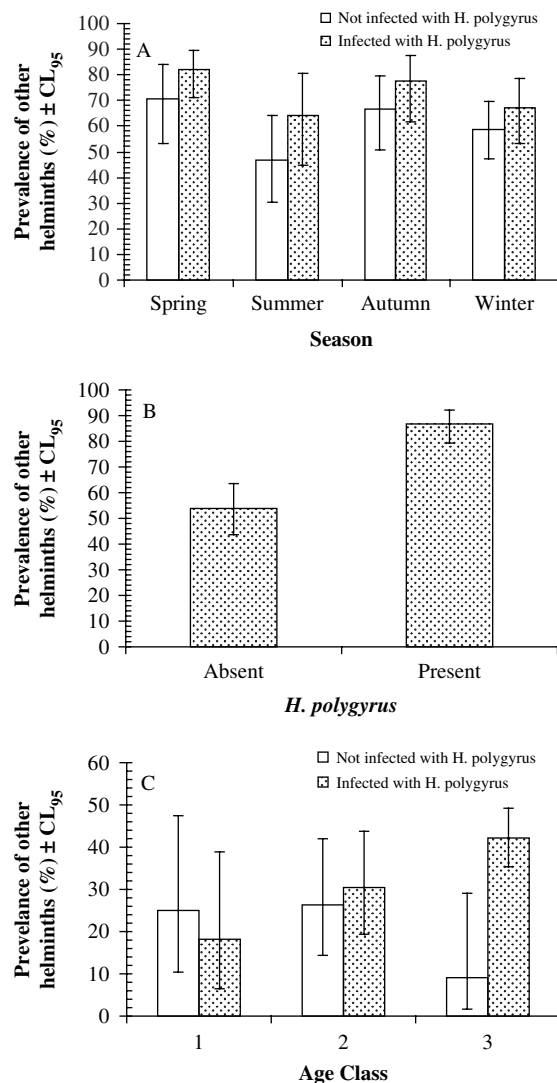 A
Not infected with H. polygyrus
Infected with H. polygyrus
Prevalence of other
helminths (%) ± CL95
100
90
80
70
60
50
40
30
20
10
0
Spring Summer Autumn Winter
Season
B
Prevalence of other
helminths (%) ± CL95
100
90
80
70
60
50
40
30
20
10
0
Absent Present
H. polygyrus
C
Not infected with H. polygyrus
Infected with H. polygyrus
Prevelance of other
helminths (%) ± CL95
60
50
40
30
20
10
0
1 2 3
Age Class